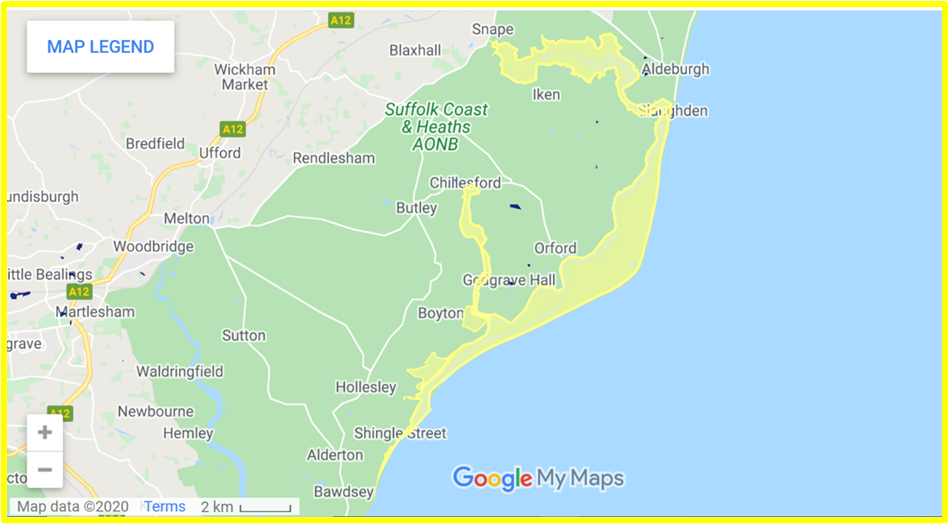 MAP LEGEND
A12
Snape
Blaxhall
Aldeburgh
Wickham
Market
Iken
Suffolk Coast
& Heaths
AONB
Slaughden
A12
Bredfield
Ufford
Rendlesham
Chillesford
undisburgh
Butley
Melton
Woodbridge
Orford
ittle Bealings
Gedgrave Hall
A12
Martlesham
Boyton
grave
Sutton
Waldringfield
Hollesley
A12
Newbourne
Hemley
Shingle Street
Alderton
+
−
Google My Maps
Bawdsey
Map data ©2020 Terms 2 km